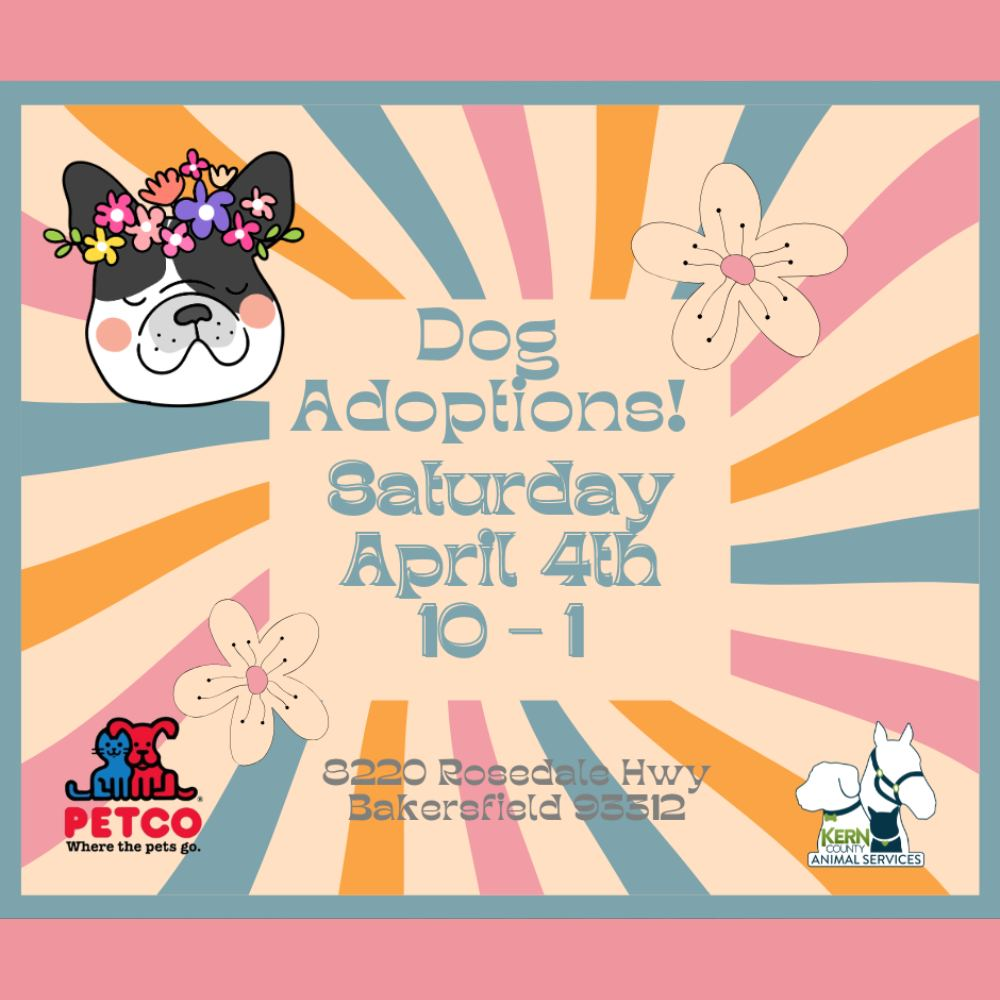 Dog
Adoptions!
Saturday
April 4th
10 - 1
8220 Rosedale Hwy
Bakersfield 93312
PETCO
Where the pets go.
KERN
COUNTY
ANIMAL SERVICES